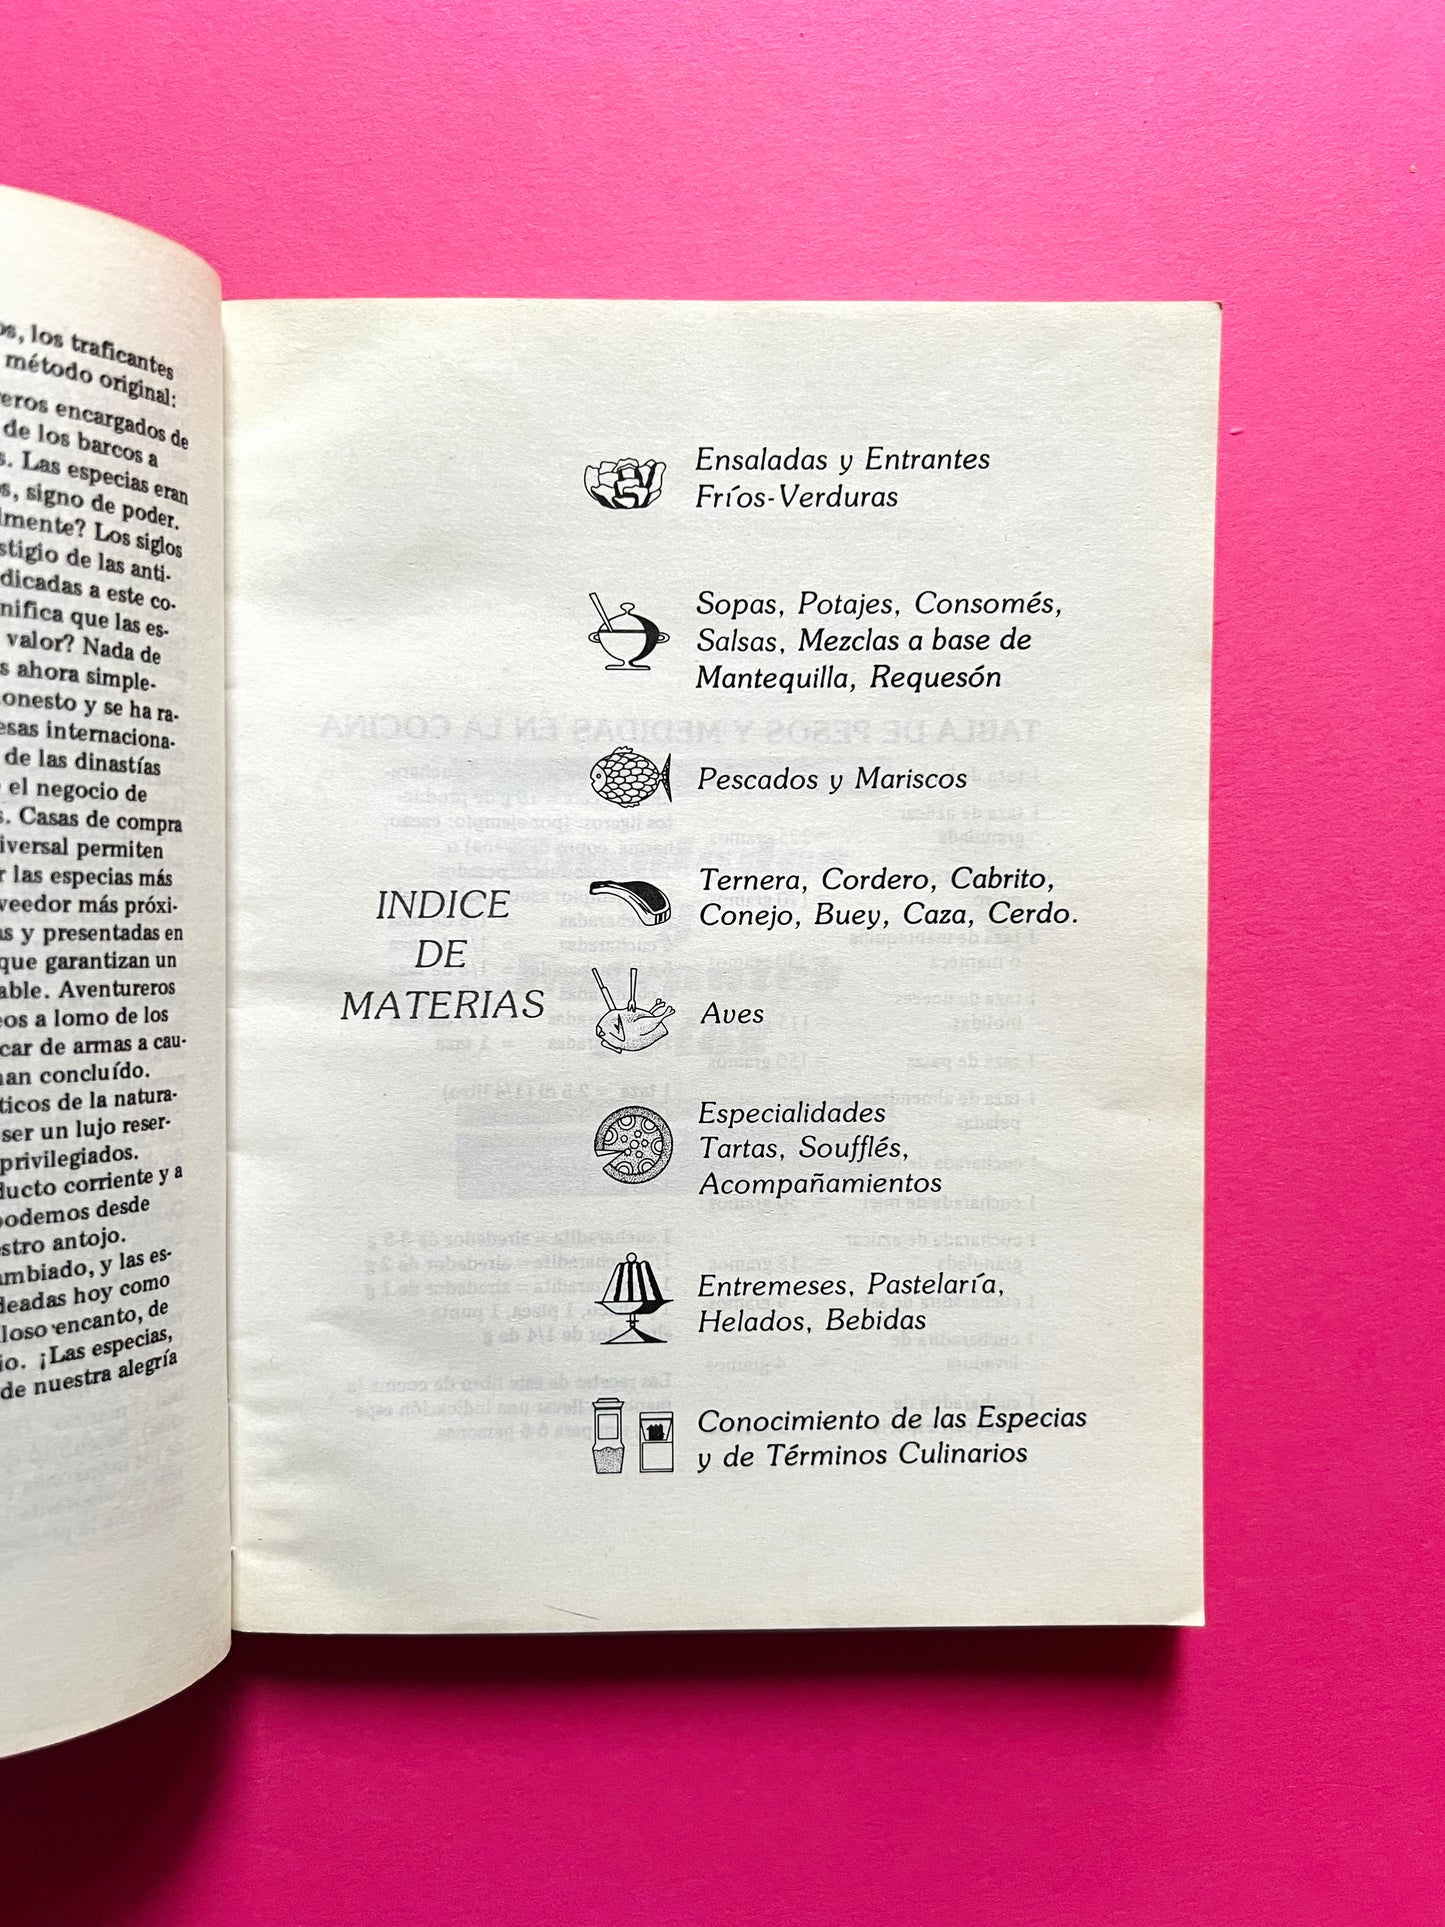 os, los traficantes
método original:
eros encargados de
de los barcos a
s. Las especias eran
os, signo de poder.
lmente? Los siglos
stigio de las anti-
dicadas a este co-
nifica que las es-
valor? Nada de
s ahora simple-
onesto y se ha ra-
esas internaciona-
de las dinastías
el negocio de
s. Casas de compra
iversal permiten
r las especias más
veedor más próxi-
as y presentadas en
que garantizan un
able. Aventureros
eos a lomo de los
car de armas a cau-
nan concluído.
ticos de la natura-
ser un lujo reser-
privilegiados.
ducto corriente y a
podemos desde
estro antojo.
ambiado, y las es-
deadas hoy como
lloso encanto, de
io. ¡Las especias,
de nuestra alegría
INDICE
DE
MATERIAS
Ensaladas y Entrantes
Fríos-Verduras
Sopas, Potajes, Consomés,
Salsas, Mezclas a base de
Mantequilla, Requesón
Pescados y Mariscos
Ternera, Cordero, Cabrito,
Conejo, Buey, Caza, Cerdo.
Aves
Especialidades
Tartas, Soufflés,
Acompañamientos
Entremeses, Pastelaría,
Helados, Bebidas
Conocimiento de las Especias
y de Términos Culinarios